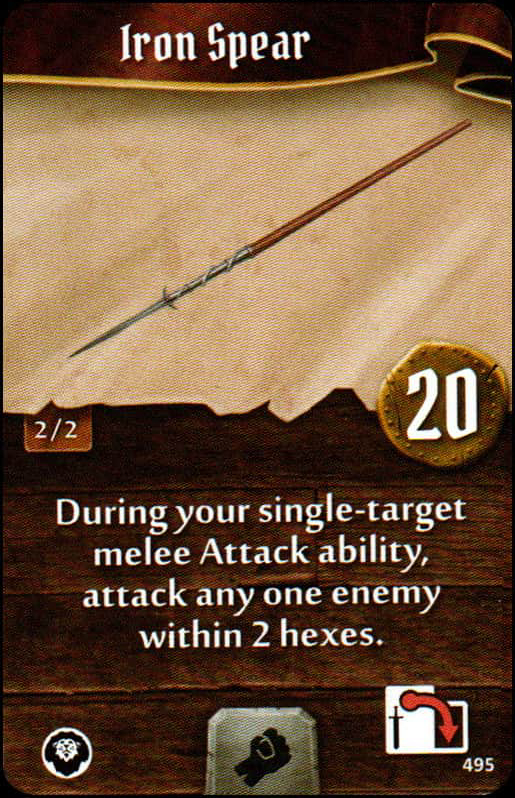 Iron Spear
20
2/2
During your single-target
melee Attack ability,
attack any one enemy
within 2 hexes.
495